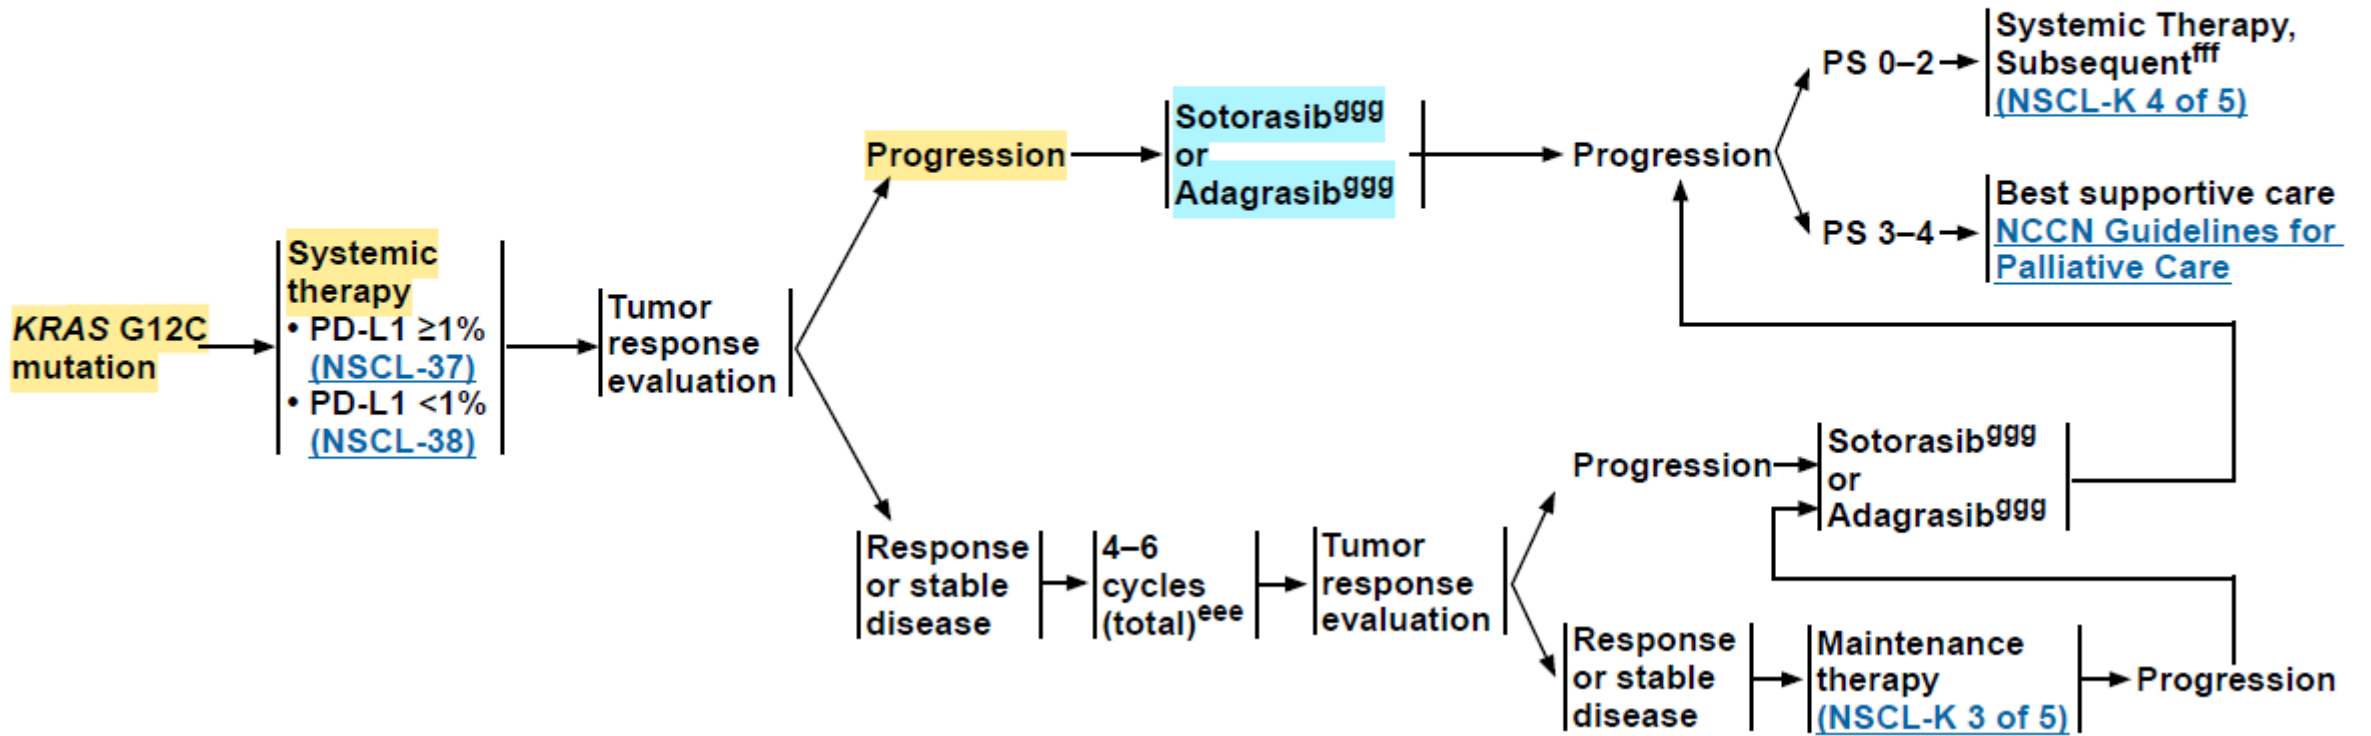 KRAS G12C
mutation
Systemic
therapy
• PD-L1 ≥1%
(NSCL-37)
• PD-L1 <1%
(NSCL-38)
Tumor
response
evaluation
Progression
Sotorasibggg
or
Adagrasibggg
Progression
PS 0–2
Systemic Therapy,
Subsequentfff
(NSCL-K 4 of 5)
PS 3–4
Best supportive care
NCCN Guidelines for
Palliative Care
Response
or stable
disease
4–6
cycles
(total)eee
Tumor
response
evaluation
Progression
Sotorasibggg
or
Adagrasibggg
Response
or stable
disease
Maintenance
therapy
(NSCL-K 3 of 5)
Progression